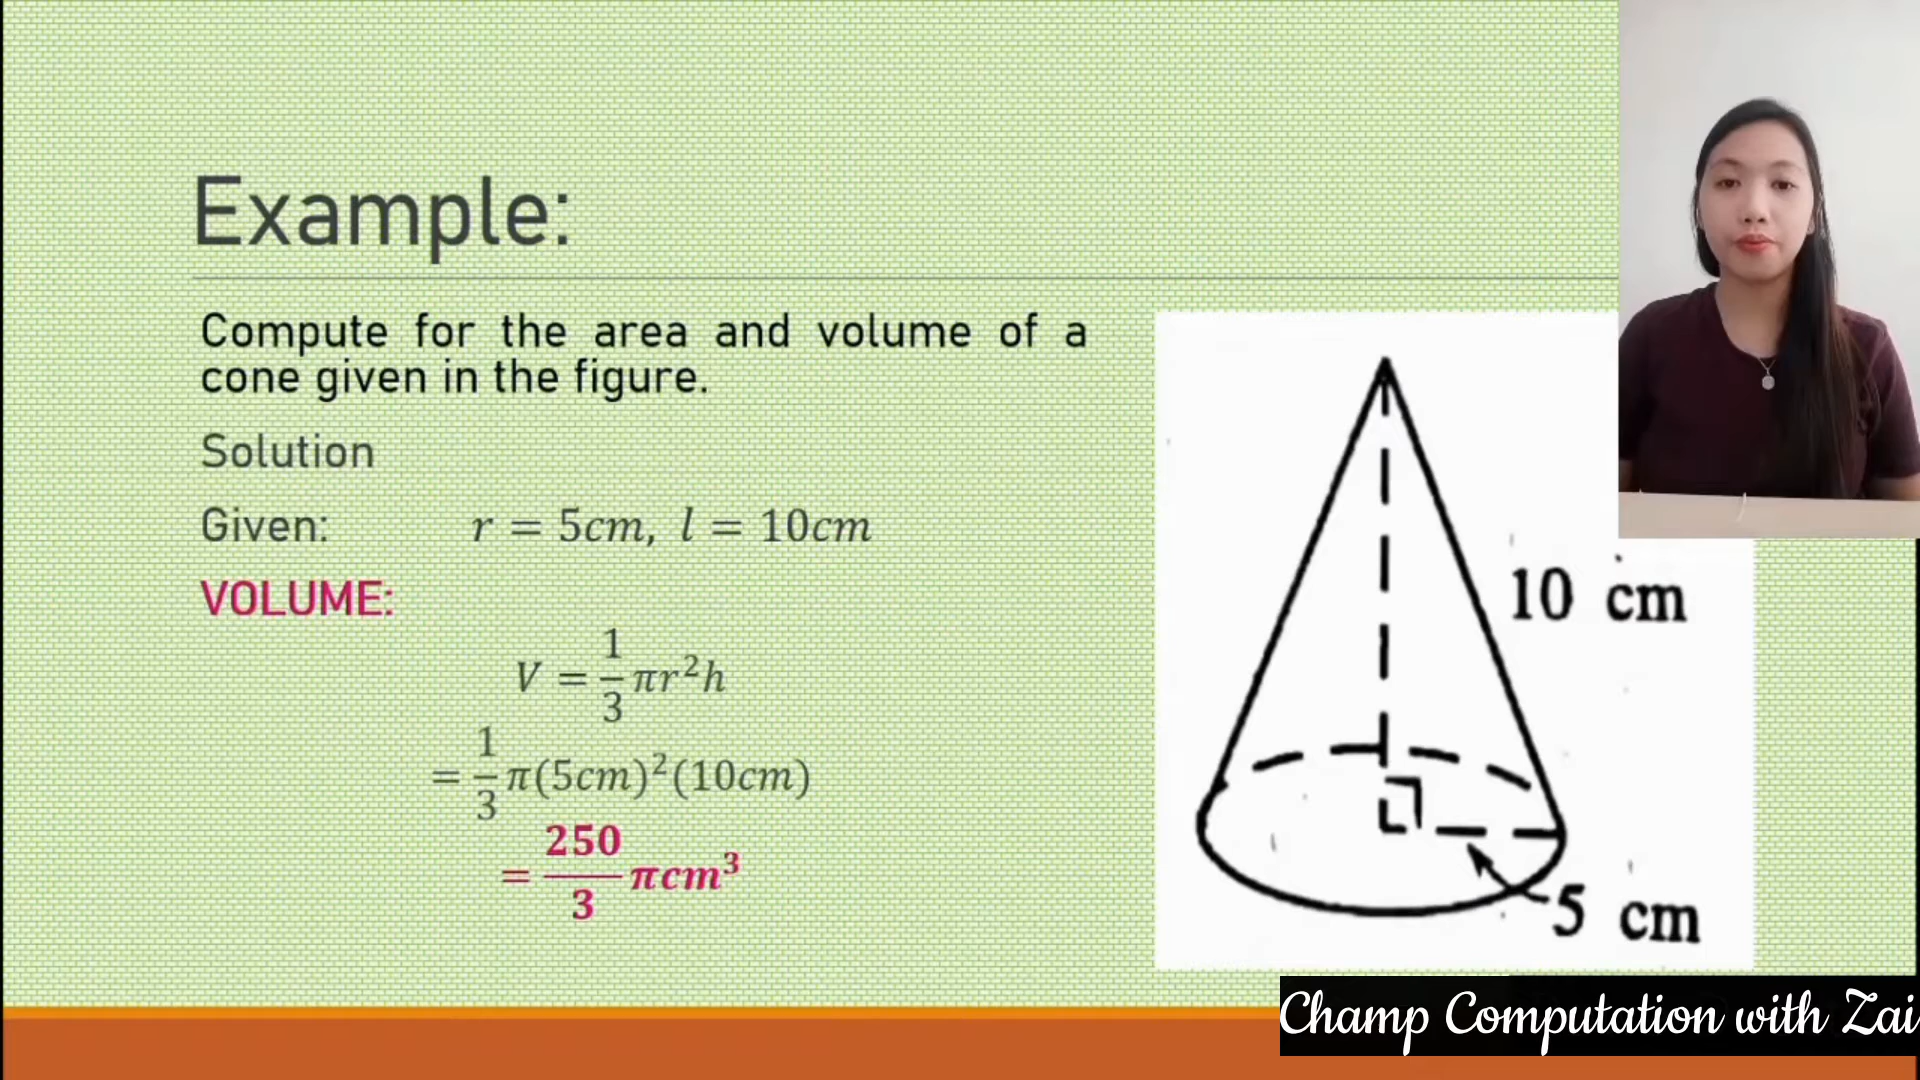 Example:
Compute for the area and volume of a
cone given in the figure.
Solution
Given: r = 5cm, l = 10cm
VOLUME:
V = 1/3 πr²h
= 1/3 π(5cm)²(10cm)
= 250/3 πcm³
10 cm
5 cm
Champ Computation with Zai